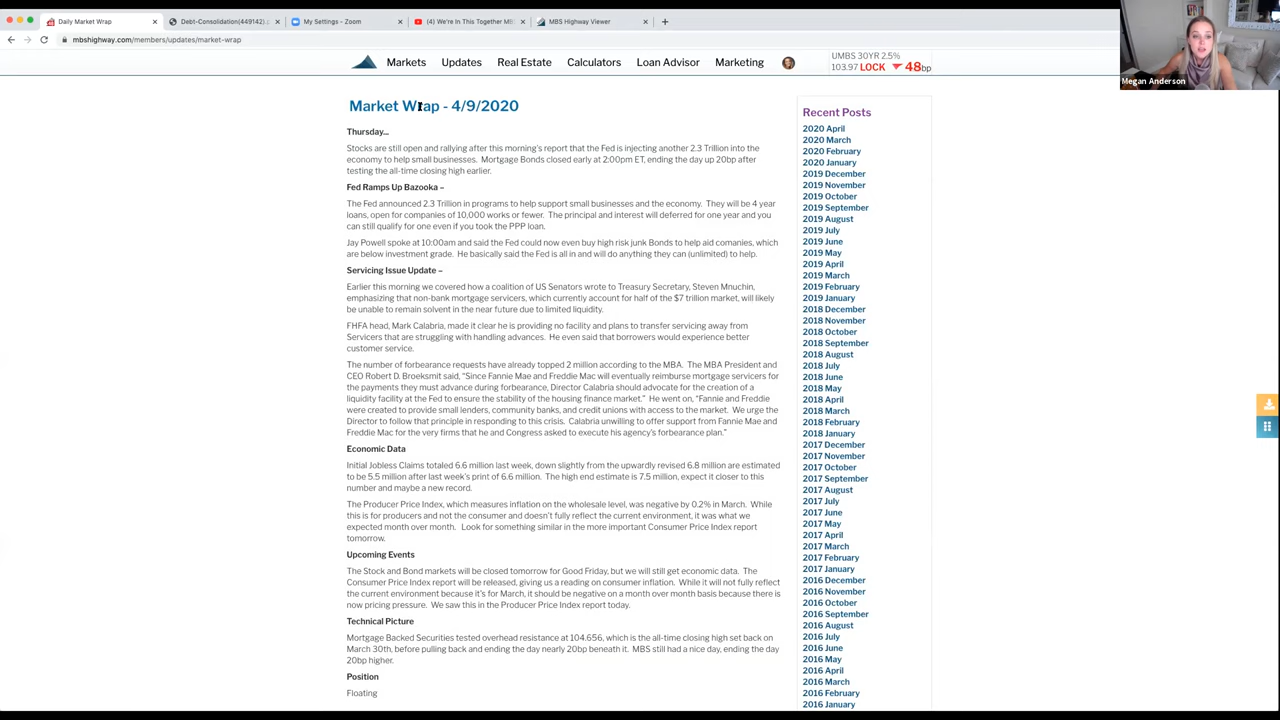 Daily Market Wrap
Debt-Consolidation(449142).p
My Settings - Zoom
(4) We're In This Together MBS
MBS Highway Viewer
mbshighway.com/members/updates/market-wrap
Markets Updates Real Estate Calculators Loan Advisor Marketing
UMBS 30YR 2.5%
103.97 LOCK 48bp
Megan Anderson
Market Wrap - 4/9/2020
Thursday...
Stocks are still open and rallying after this morning's report that the Fed is injecting another 2.3 Trillion into the
economy to help small businesses. Mortgage Bonds closed early at 2:00pm ET, ending the day up 20bp after
testing the all-time closing high earlier.
Fed Ramps Up Bazooka –
The Fed announced 2.3 Trillion in programs to help support small businesses and the economy. They will be 4 year
loans, open for companies of 10,000 works or fewer. The principal and interest will deferred for one year and you
can still qualify for one even if you took the PPP loan.
Jay Powell spoke at 10:00am and said the Fed could now even buy high risk junk Bonds to help aid comanies, which
are below investment grade. He basically said the Fed is all in and will do anything they can (unlimited) to help.
Servicing Issue Update –
Earlier this morning we covered how a coalition of US Senators wrote to Treasury Secretary, Steven Mnuchin,
emphasizing that non-bank mortgage servicers, which currently account for half of the $7 trillion market, will likely
be unable to remain solvent in the near future due to limited liquidity.
FHFA head, Mark Calabria, made it clear he is providing no facility and plans to transfer servicing away from
Servicers that are struggling with handling advances. He even said that borrowers would experience better
customer service.
The number of forbearance requests have already topped 2 million according to the MBA. The MBA President and
CEO Robert D. Broeksmit said, "Since Fannie Mae and Freddie Mac will eventually reimburse mortgage servicers for
the payments they must advance during forbearance, Director Calabria should advocate for the creation of a
liquidity facility at the Fed to ensure the stability of the housing finance market." He went on, "Fannie and Freddie
were created to provide small lenders, community banks, and credit unions with access to the market. We urge the
Director to follow that principle in responding to this crisis. Calabria unwilling to offer support from Fannie Mae and
Freddie Mac for the very firms that he and Congress asked to execute his agency's forbearance plan."
Economic Data
Initial Jobless Claims totaled 6.6 million last week, down slightly from the upwardly revised 6.8 million are estimated
to be 5.5 million after last week's print of 6.6 million. The high end estimate is 7.5 million, expect it closer to this
number and maybe a new record.
The Producer Price Index, which measures inflation on the wholesale level, was negative by 0.2% in March. While
this is for producers and not the consumer and doesn't fully reflect the current environment, it was what we
expected month over month. Look for something similar in the more important Consumer Price Index report
tomorrow.
Upcoming Events
The Stock and Bond markets will be closed tomorrow for Good Friday, but we will still get economic data. The
Consumer Price Index report will be released, giving us a reading on consumer inflation. While it will not fully reflect
the current environment because it's for March, it should be negative on a month over month basis because there is
now pricing pressure. We saw this in the Producer Price Index report today.
Technical Picture
Mortgage Backed Securities tested overhead resistance at 104.656, which is the all-time closing high set back on
March 30th, before pulling back and ending the day nearly 20bp beneath it. MBS still had a nice day, ending the day
20bp higher.
Position
Floating
Recent Posts
2020 April
2020 March
2020 February
2020 January
2019 December
2019 November
2019 October
2019 September
2019 August
2019 July
2019 June
2019 May
2019 April
2019 March
2019 February
2019 January
2018 December
2018 November
2018 October
2018 September
2018 August
2018 July
2018 June
2018 May
2018 April
2018 March
2018 February
2018 January
2017 December
2017 November
2017 October
2017 September
2017 August
2017 July
2017 June
2017 May
2017 April
2017 March
2017 February
2017 January
2016 December
2016 November
2016 October
2016 September
2016 August
2016 July
2016 June
2016 May
2016 April
2016 March
2016 February
2016 January